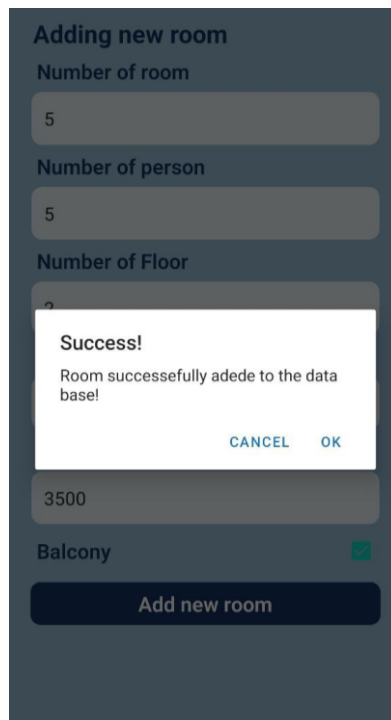 Adding new room
Number of room
5
Number of person
5
Number of Floor
2
Success!
Room successefully adede to the data
base!
CANCEL OK
3500
Balcony
Add new room